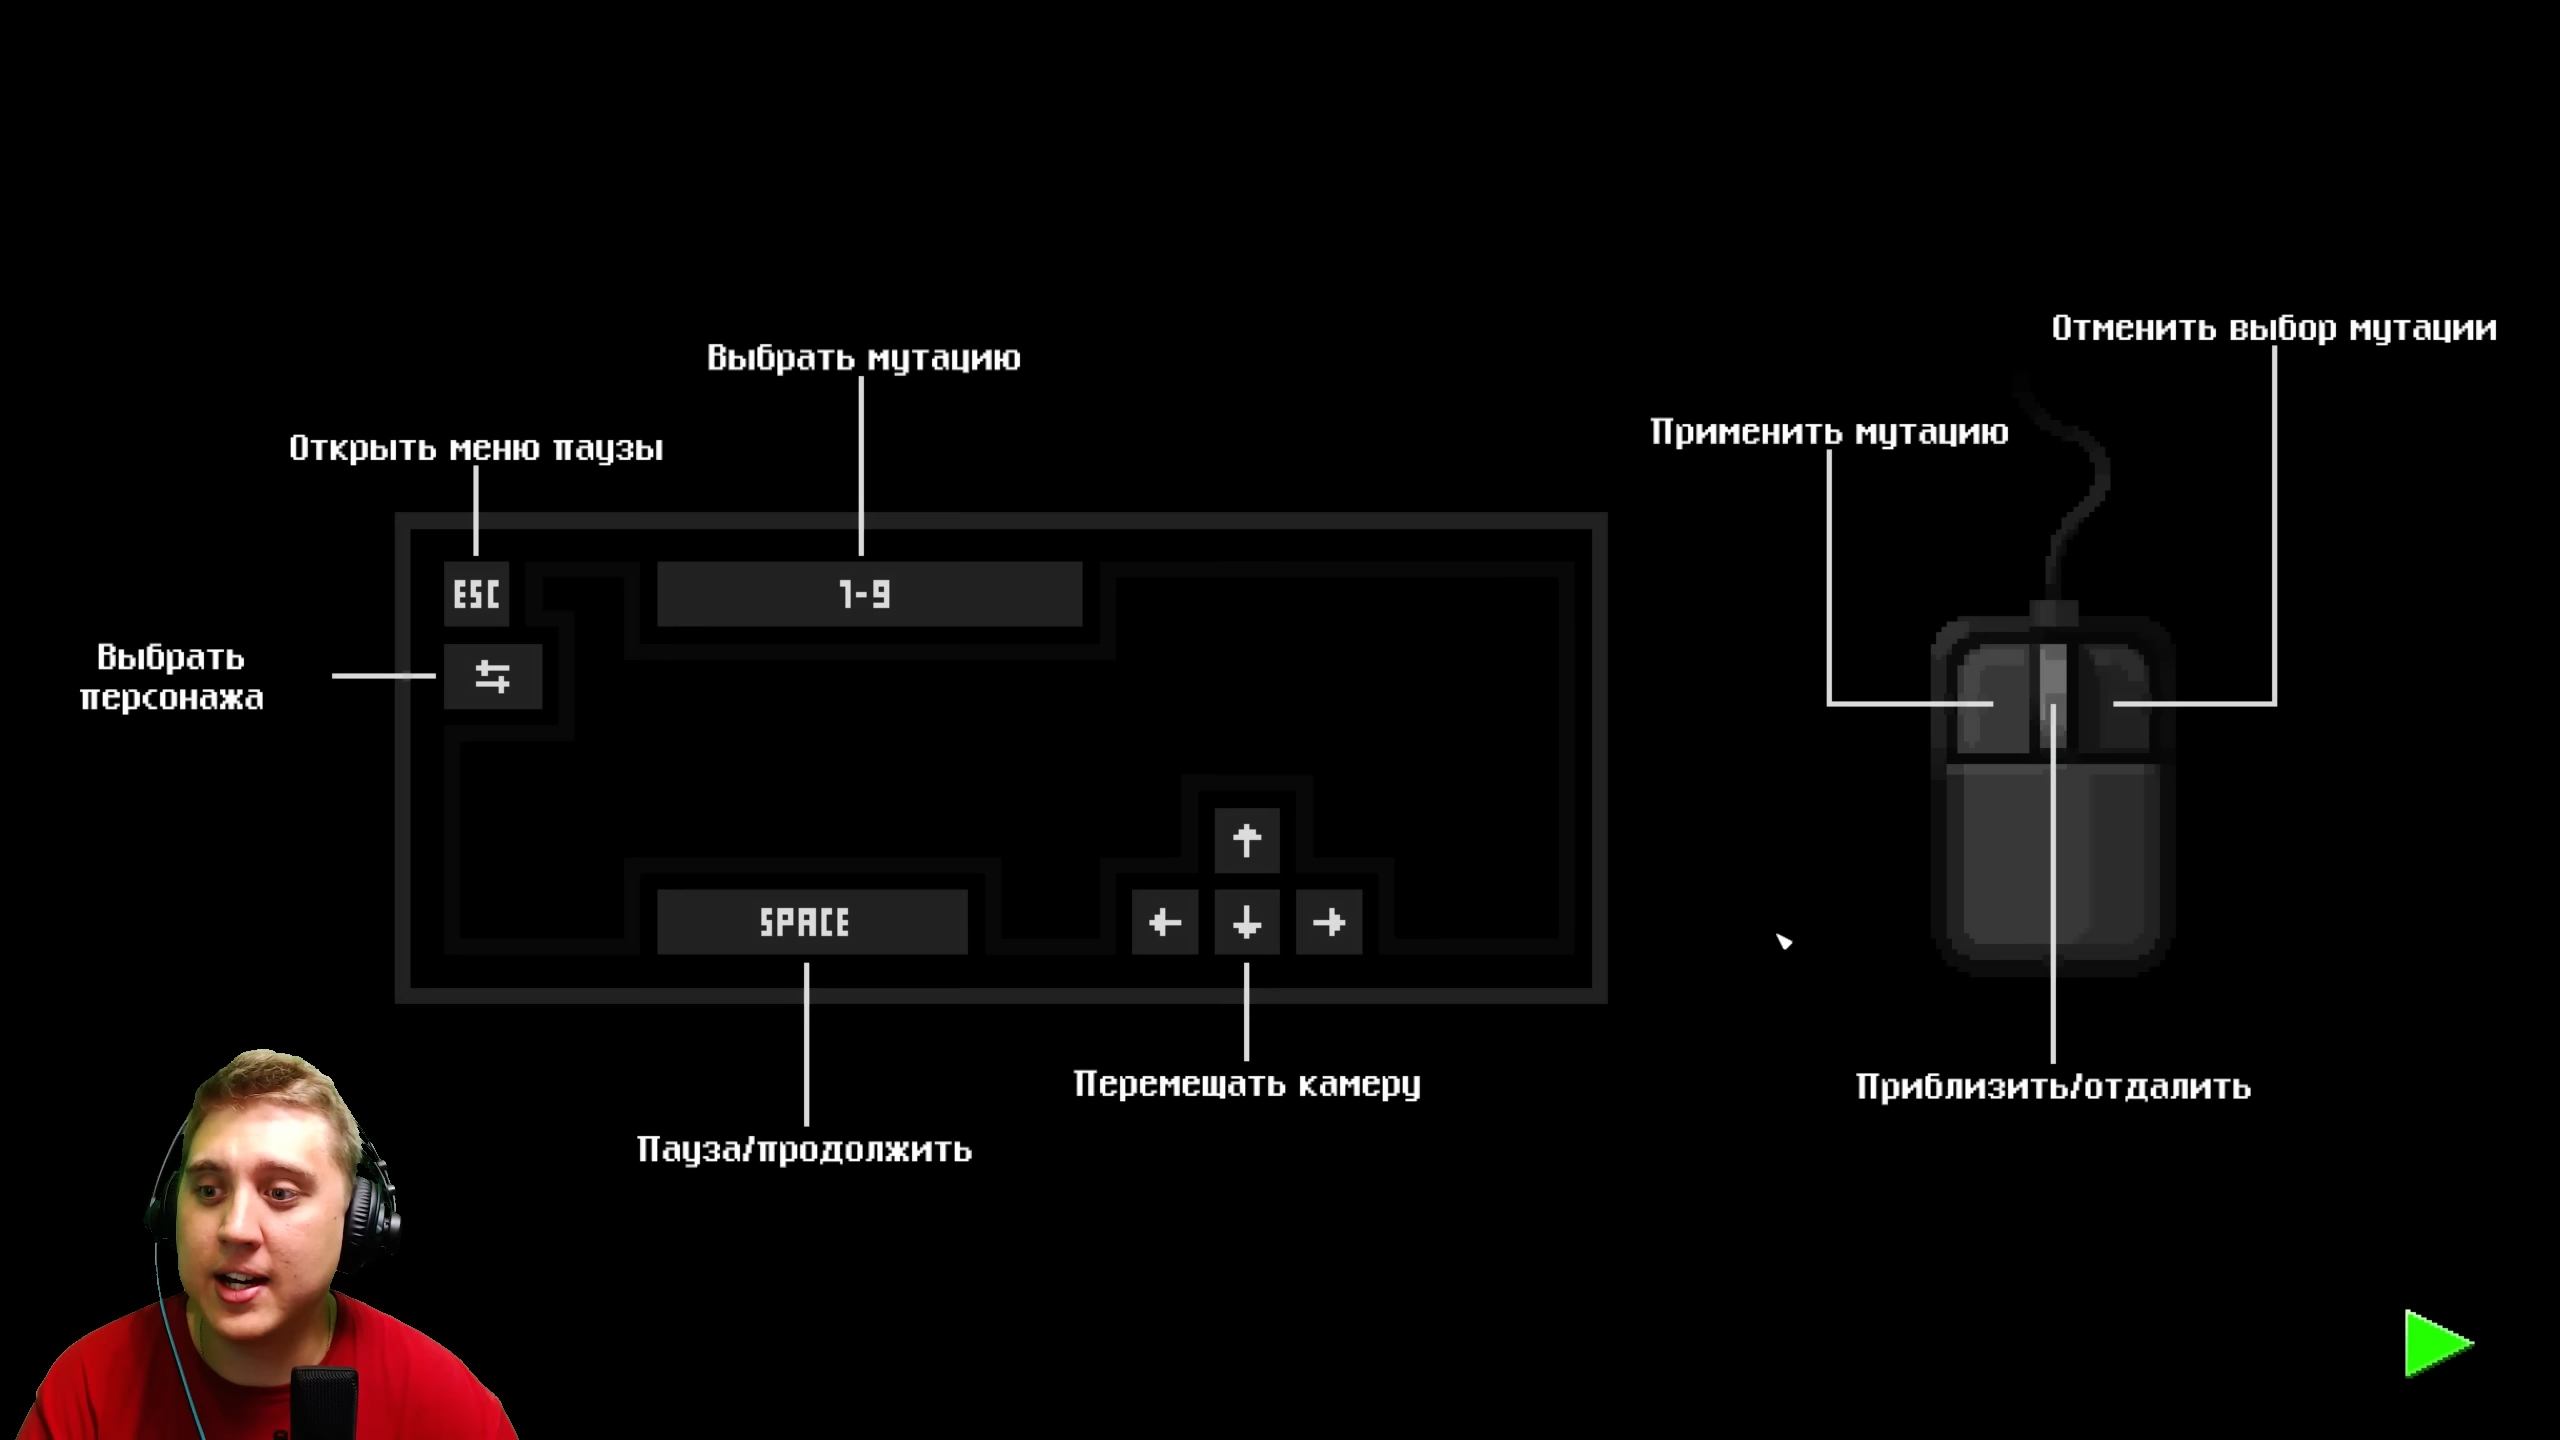 Отменить выбор мутации
Выбрать мутацию
Применить мутацию
Открыть меню паузы
ESC
1-9
Выбрать
персонажа
SPACE
Перемещать камеру
Приблизить/отдалить
Пауза/продолжить